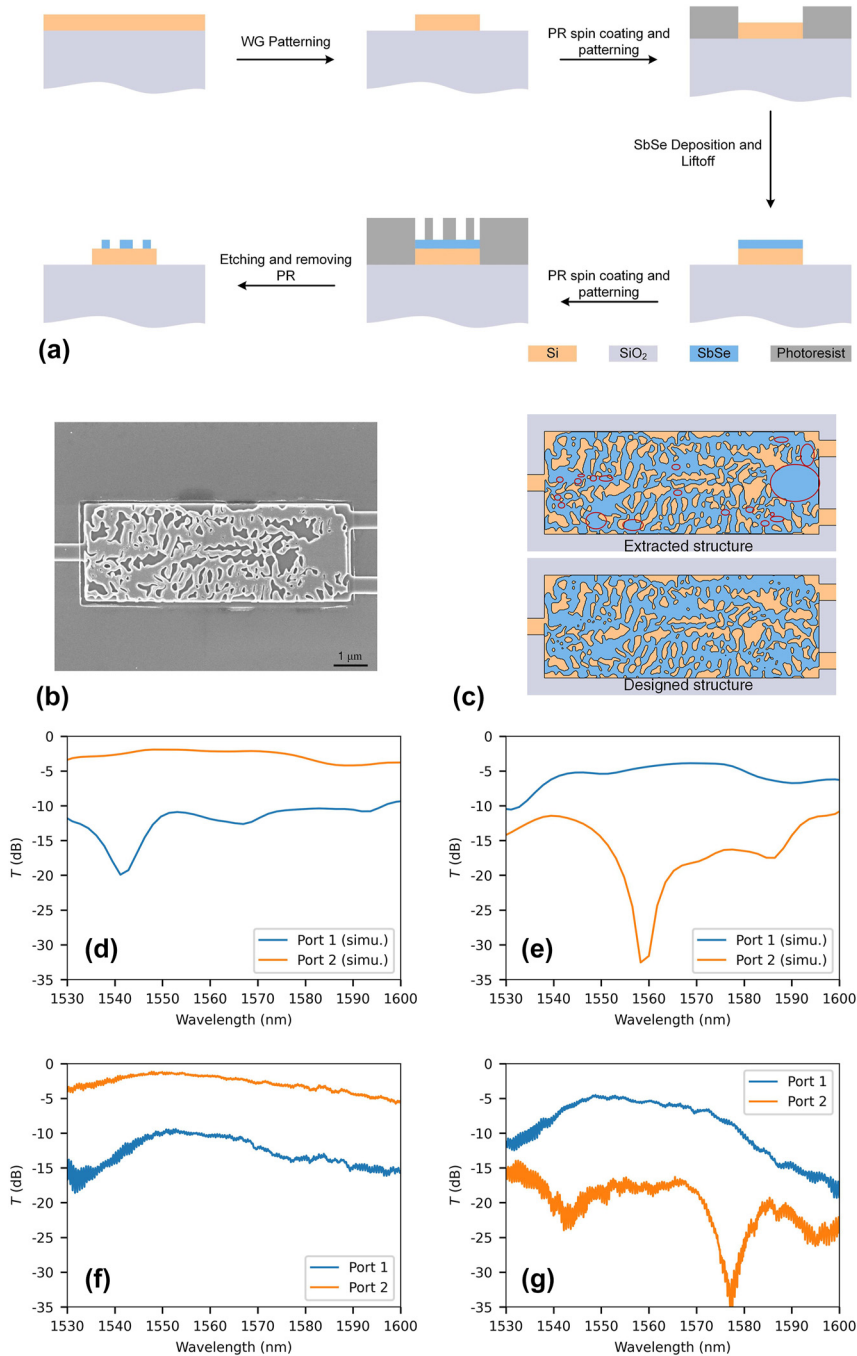 WG Patterning
PR spin coating and
patterning
SbSe Deposition and
Liftoff
Etching and removing
PR
PR spin coating and
patterning
(a)
Si
SiO₂
SbSe
Photoresist
1 μm
(b)
Extracted structure
Designed structure
(c)
0
-5
-10
-15
-20
-25
-30
-35
T (dB)
(d)
Port 1 (simu.)
Port 2 (simu.)
1530 1540 1550 1560 1570 1580 1590 1600
Wavelength (nm)
0
-5
-10
-15
-20
-25
-30
-35
T (dB)
(e)
Port 1 (simu.)
Port 2 (simu.)
1530 1540 1550 1560 1570 1580 1590 1600
Wavelength (nm)
0
-5
-10
-15
-20
-25
-30
-35
T (dB)
(f)
Port 1
Port 2
1530 1540 1550 1560 1570 1580 1590 1600
Wavelength (nm)
0
-5
-10
-15
-20
-25
-30
-35
T (dB)
Port 1
Port 2
(g)
1530 1540 1550 1560 1570 1580 1590 1600
Wavelength (nm)